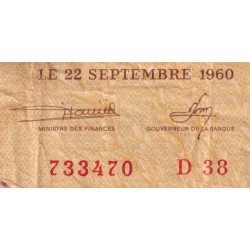 LE 22 SEPTEMBRE 1960
MINISTRE DES FINANCES GOUVERNEUR DE LA BANQUE
733470 D 38